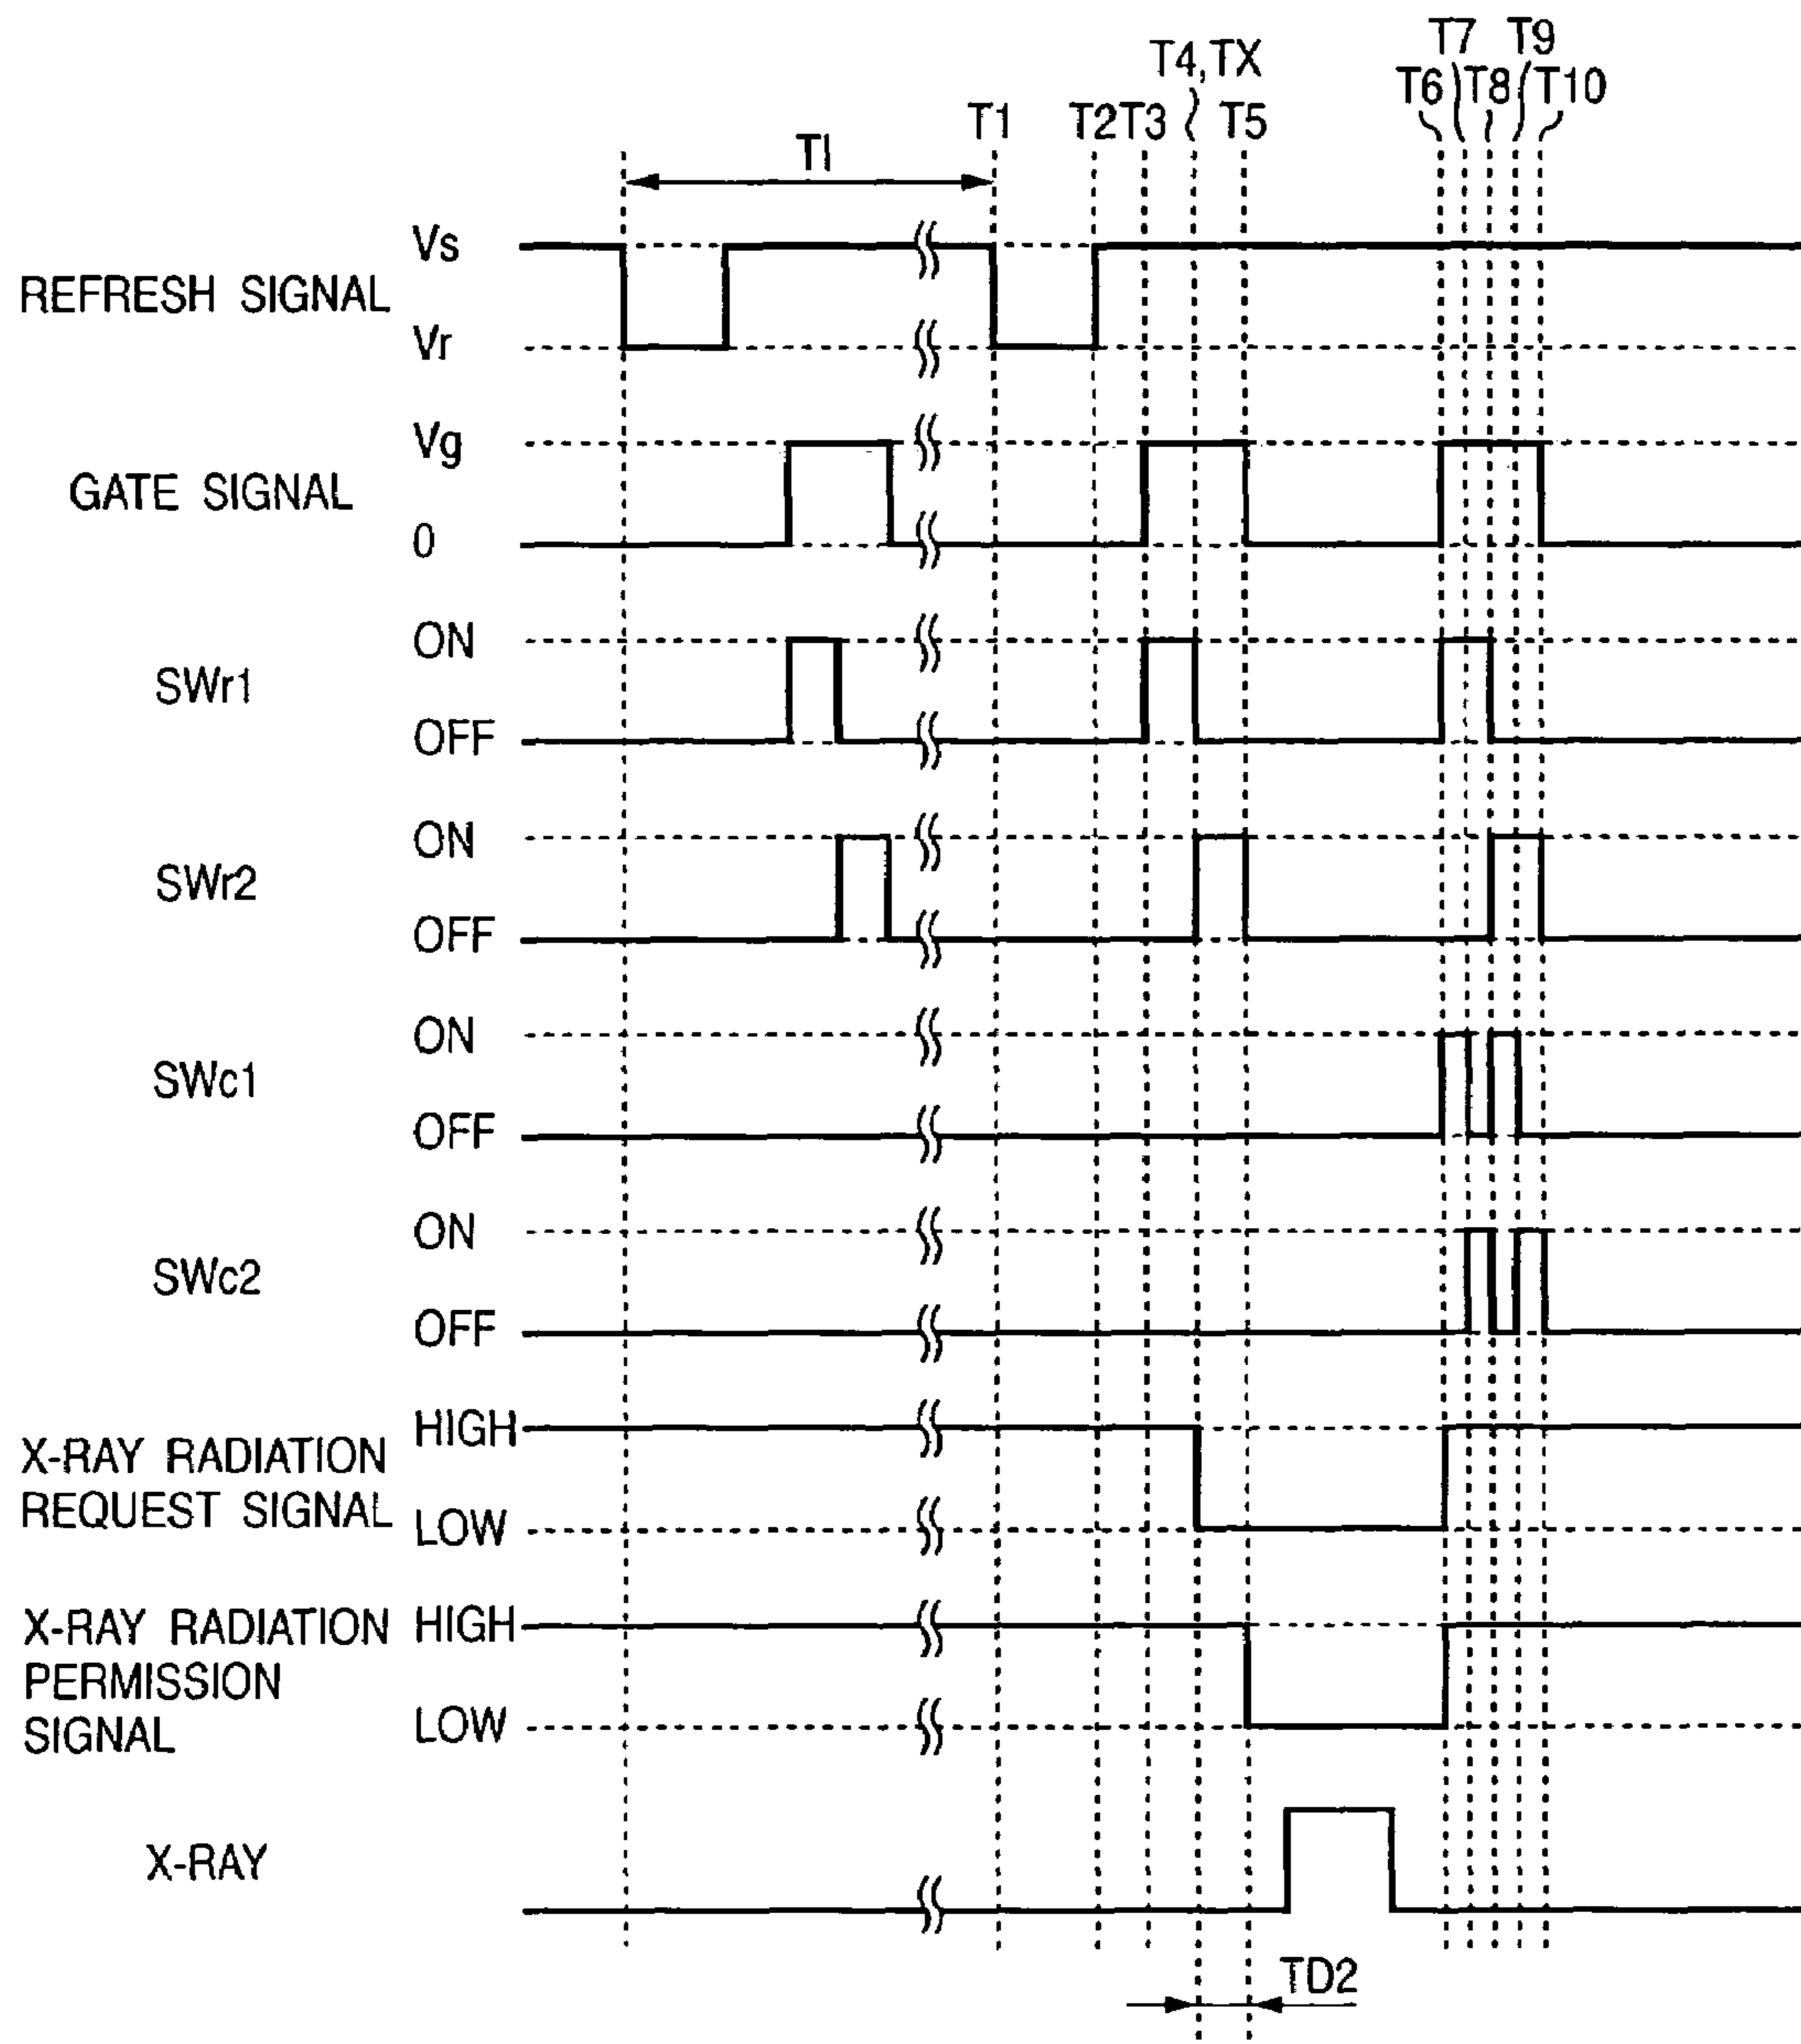 T7 T9
T4,TX T6 T8 T10
T1 T2 T3 T5
TI
Vs
REFRESH SIGNAL
Vr
Vg
GATE SIGNAL
0
ON
SWr1
OFF
ON
SWr2
OFF
ON
SWc1
OFF
ON
SWc2
OFF
HIGH
X-RAY RADIATION
REQUEST SIGNAL
LOW
X-RAY RADIATION HIGH
PERMISSION
SIGNAL
LOW
X-RAY
TD2